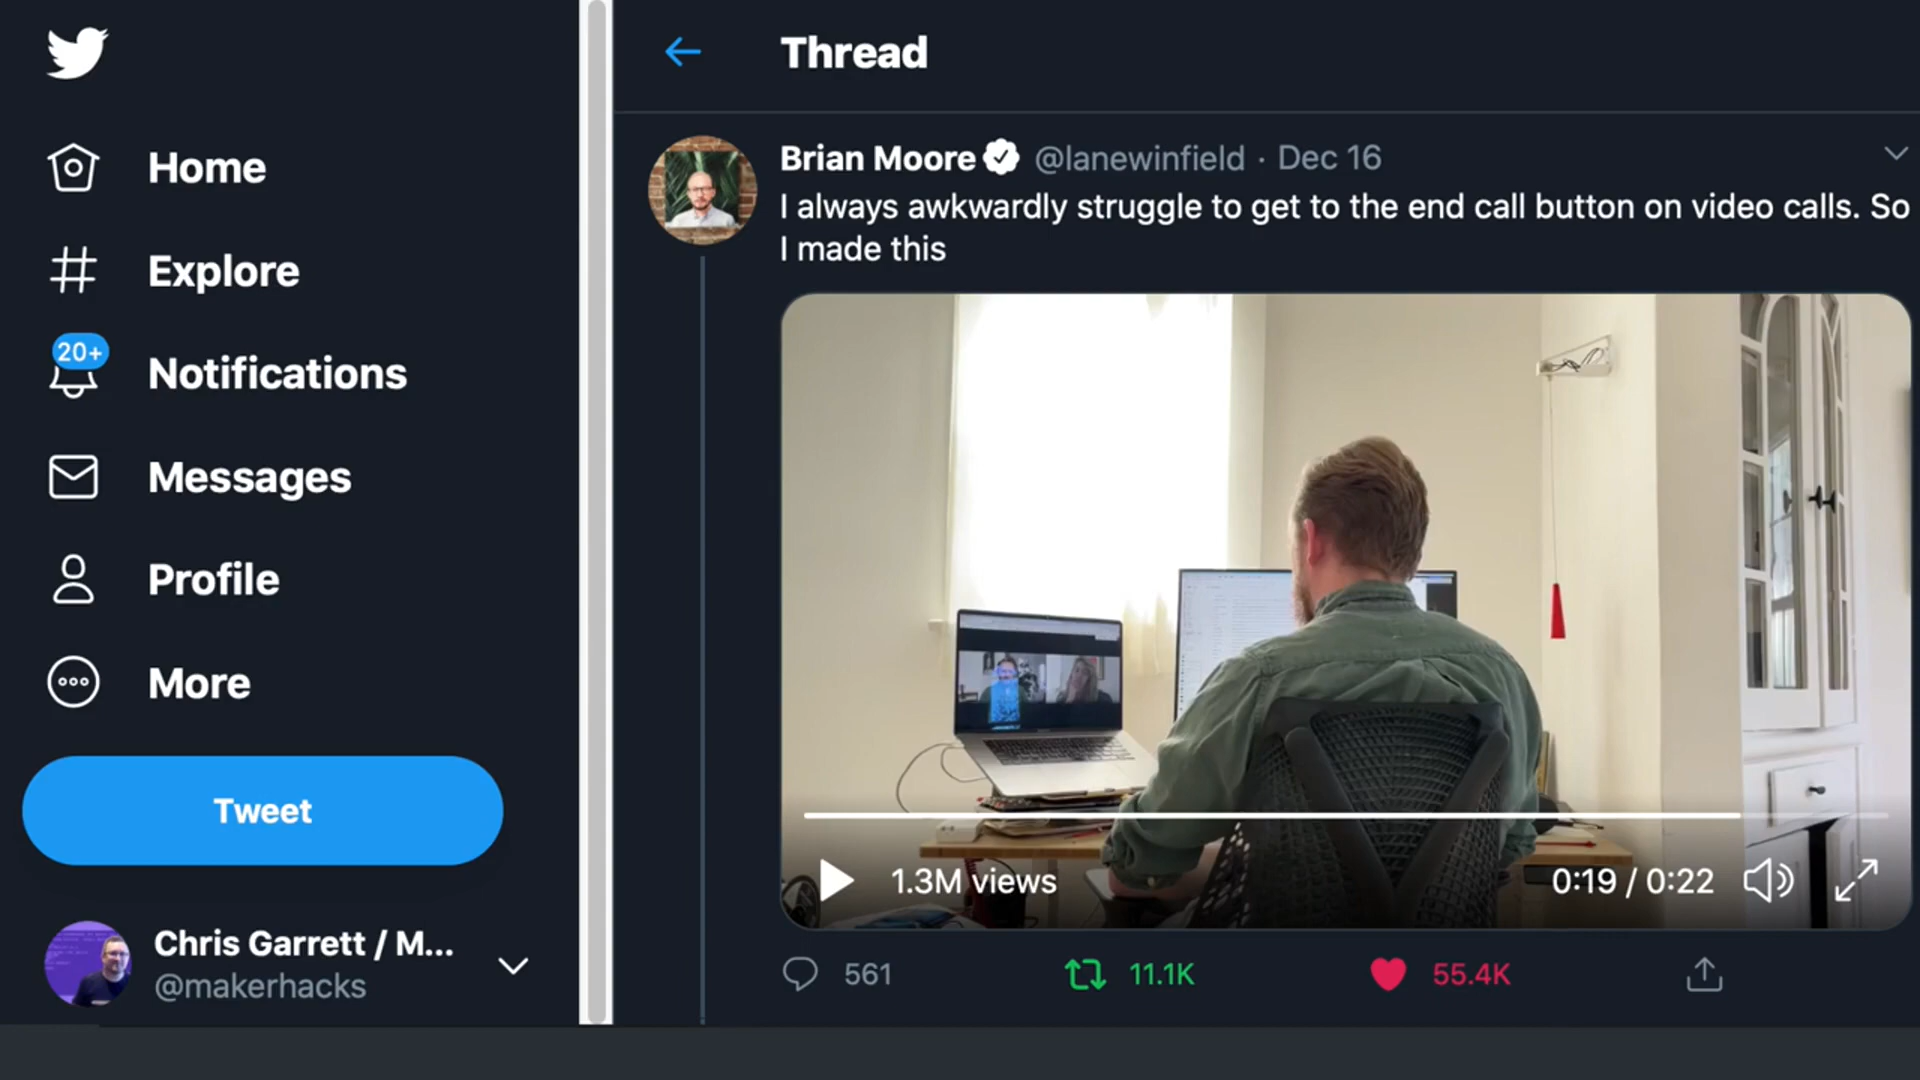 Home
Explore
20+
Notifications
Messages
Profile
More
Tweet
Chris Garrett / M...
@makerhacks
Thread
Brian Moore @lanewinfield · Dec 16
I always awkwardly struggle to get to the end call button on video calls. So
I made this
1.3M views
0:19 / 0:22
561
11.1K
55.4K